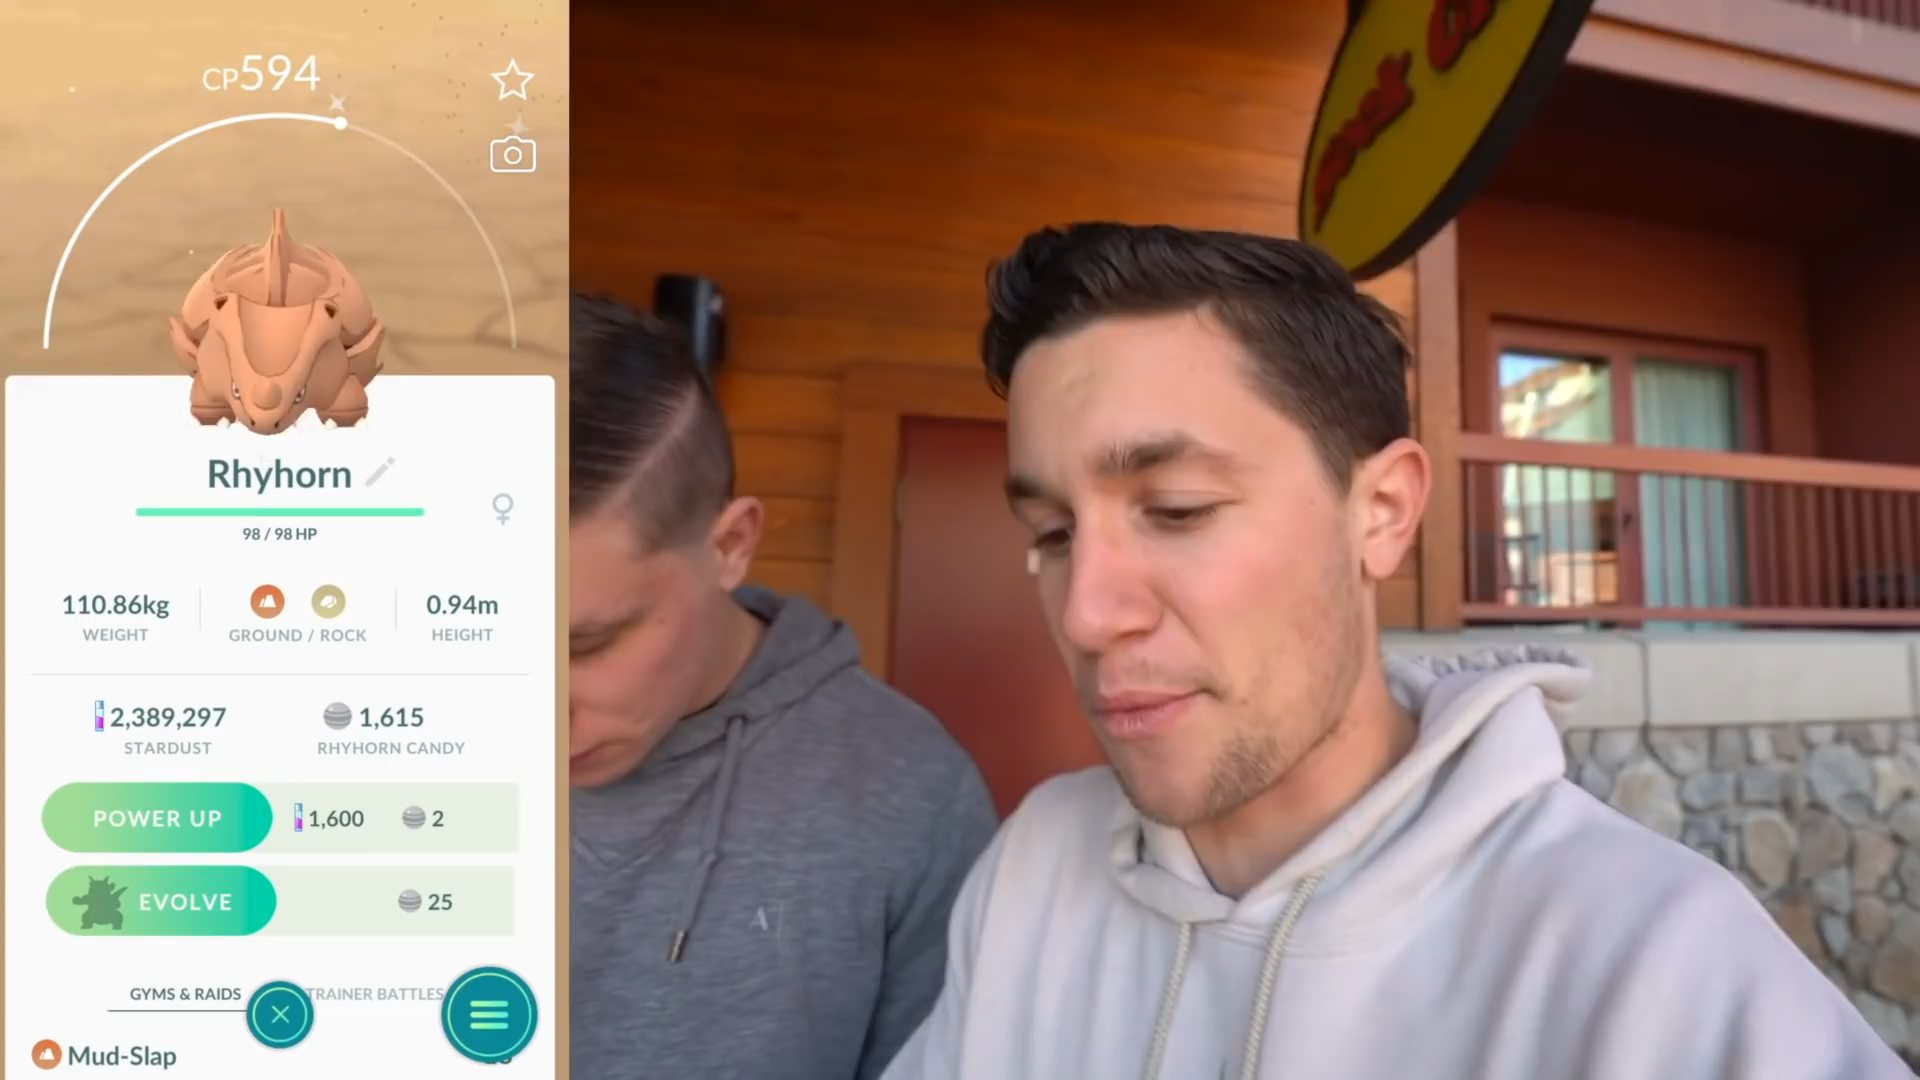 CP594
Rhyhorn
98 / 98 HP
110.86kg
WEIGHT
GROUND / ROCK
0.94m
HEIGHT
2,389,297
STARDUST
1,615
RHYHORN CANDY
POWER UP
1,600
2
EVOLVE
25
GYMS & RAIDS
TRAINER BATTLES
Mud-Slap